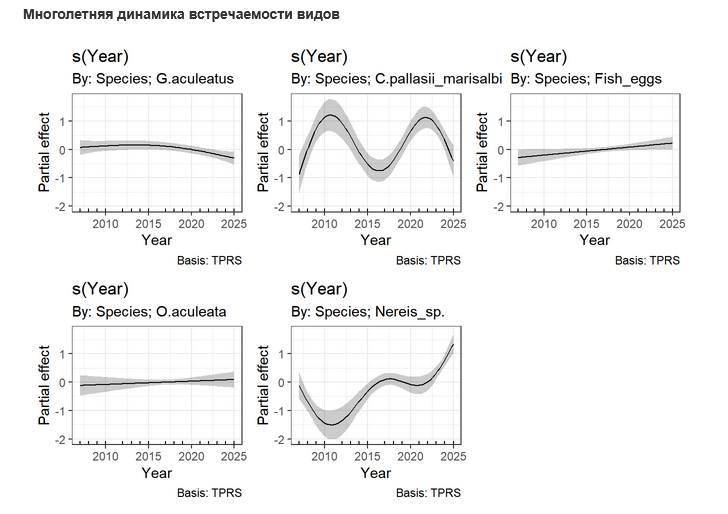 Многолетняя динамика встречаемости видов
s(Year) s(Year) s(Year)
By: Species; G.aculeatus By: Species; C.pallasii_marisalbi By: Species; Fish_eggs
Partial effect Partial effect Partial effect
1 1 1
0 0 0
-1 -1 -1
-2 -2 -2
2010 2015 2020 2025 2010 2015 2020 2025 2010 2015 2020 2025
Year Year Year
Basis: TPRS Basis: TPRS Basis: TPRS
s(Year) s(Year)
By: Species; O.aculeata By: Species; Nereis_sp.
Partial effect Partial effect
1 1
0 0
-1 -1
-2 -2
2010 2015 2020 2025 2010 2015 2020 2025
Year Year
Basis: TPRS Basis: TPRS